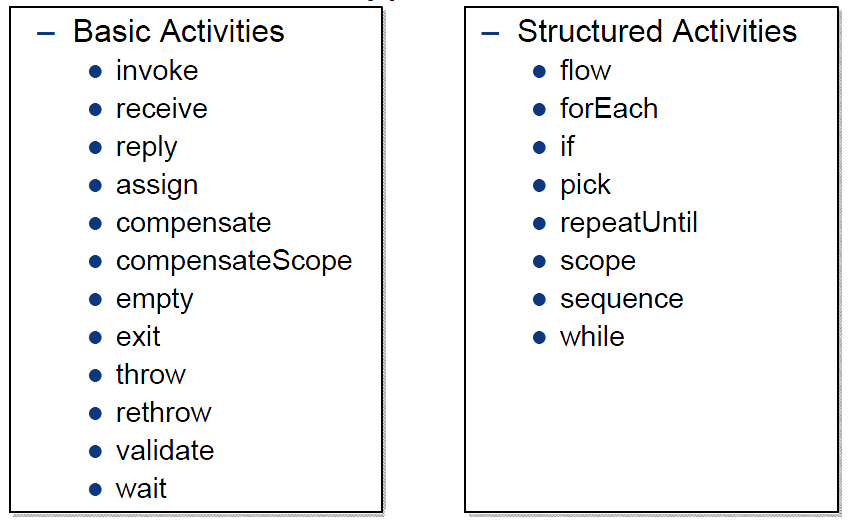 – Basic Activities
● invoke
● receive
● reply
● assign
● compensate
● compensateScope
● empty
● exit
● throw
● rethrow
● validate
● wait
– Structured Activities
● flow
● forEach
● if
● pick
● repeatUntil
● scope
● sequence
● while